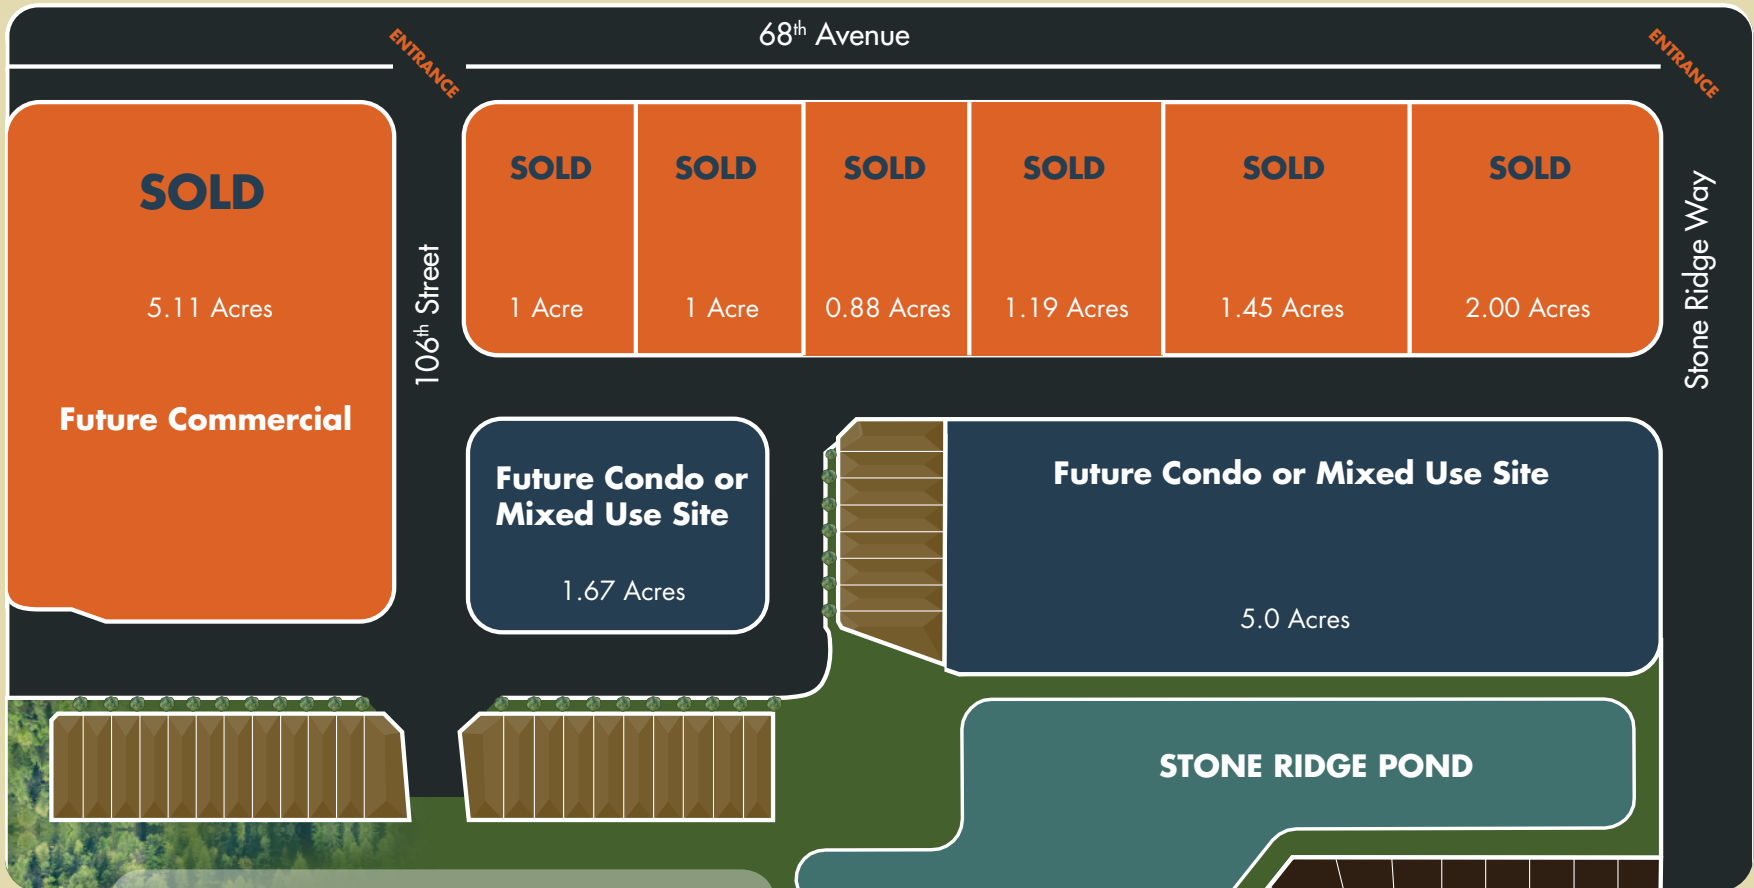 68th Avenue
ENTRANCE
ENTRANCE
SOLD
5.11 Acres
Future Commercial
106th Street
SOLD
1 Acre
SOLD
1 Acre
SOLD
0.88 Acres
SOLD
1.19 Acres
SOLD
1.45 Acres
SOLD
2.00 Acres
Stone Ridge Way
Future Condo or
Mixed Use Site
1.67 Acres
Future Condo or Mixed Use Site
5.0 Acres
STONE RIDGE POND